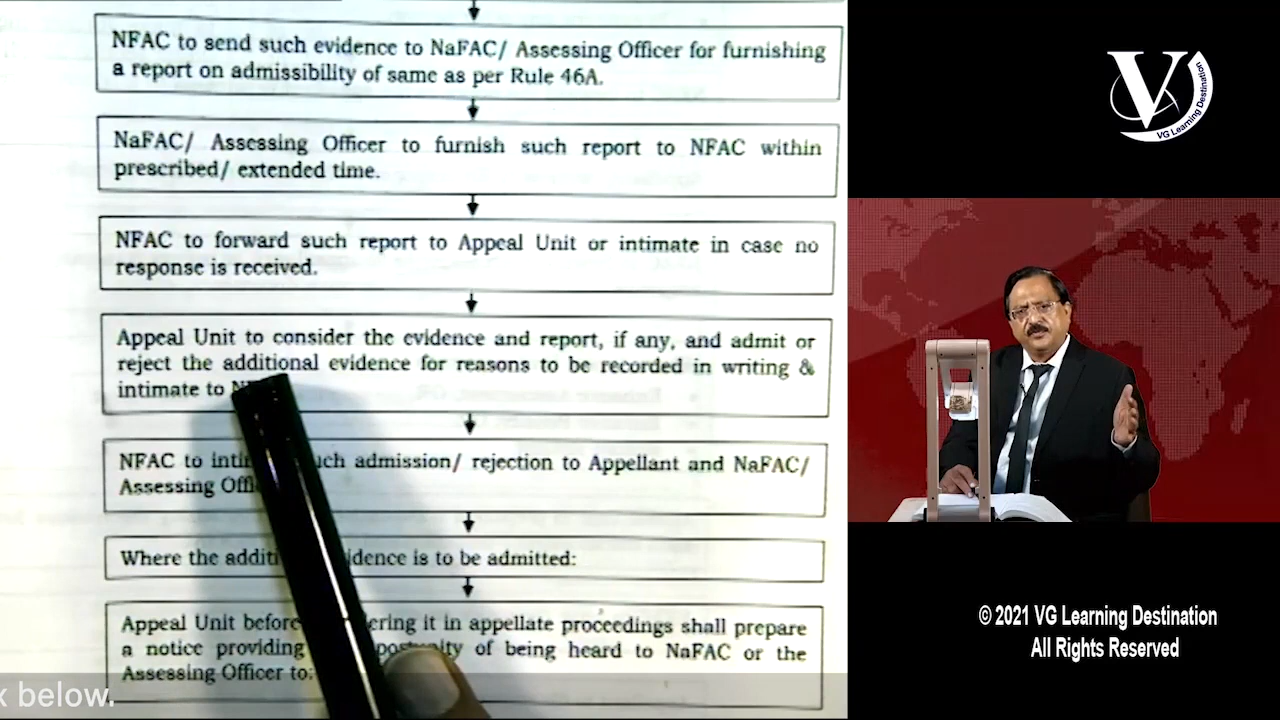 NFAC to send such evidence to NaFAC/ Assessing Officer for furnishing
a report on admissibility of same as per Rule 46A.
NaFAC/ Assessing Officer to furnish such report to NFAC within
prescribed/ extended time.
NFAC to forward such report to Appeal Unit or intimate in case no
response is received.
Appeal Unit to consider the evidence and report, if any, and admit or
reject the additional evidence for reasons to be recorded in writing &
intimate to
NFAC to such admission/ rejection to Appellant and NaFAC/
Assessing
Where the is to be admitted:
Appeal Unit before it in appellate proceedings shall prepare
a notice providing of being heard to NaFAC or the
Assessing Officer to:
below.
V
VG Learning Destination
© 2021 VG Learning Destination
All Rights Reserved